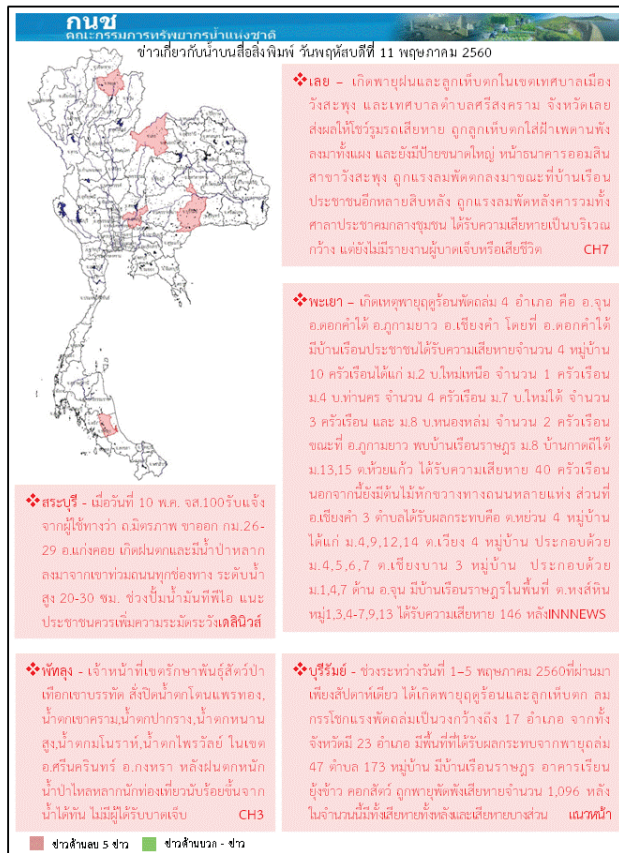 กนช
คณะกรรมการทรัพยากรน้ำแห่งชาติ
ข่าวเกี่ยวกับน้ำบนสื่อสิ่งพิมพ์ วันพฤหัสบดีที่ 11 พฤษภาคม 2560
❖เลย – เกิดพายุฝนและลูกเห็บตกในเขตเทศบาลเมือง
วังสะพุง และเทศบาลตำบลศรีสงคราม จังหวัดเลย
ส่งผลให้โชว์รูมรถเสียหาย ถูกลูกเห็บตกใส่ฝ้าเพดานพัง
ลงมาทั้งแผง และยังมีป้ายขนาดใหญ่ หน้าธนาคารออมสิน
สาขาวังสะพุง ถูกแรงลมพัดตกลงมาขณะที่บ้านเรือน
ประชาชนอีกหลายสิบหลัง ถูกแรงลมพัดหลังคารวมทั้ง
ศาลาประชาคมกลางชุมชน ได้รับความเสียหายเป็นบริเวณ
กว้าง แต่ยังไม่มีรายงานผู้บาดเจ็บหรือเสียชีวิต CH7
❖พะเยา – เกิดเหตุพายุฤดูร้อนพัดถล่ม 4 อำเภอ คือ อ.จุน
อ.ดอกคำใต้ อ.ภูกามยาว อ.เชียงคำ โดยที่ อ.ดอกคำใต้
มีบ้านเรือนประชาชนได้รับความเสียหายจำนวน 4 หมู่บ้าน
10 ครัวเรือนได้แก่ ม.2 บ.ใหม่เหนือ จำนวน 1 ครัวเรือน
ม.4 บ.ท่านคร จำนวน 4 ครัวเรือน ม.7 บ.ใหม่ใต้ จำนวน
3 ครัวเรือน และ ม.8 บ.หนองหล่ม จำนวน 2 ครัวเรือน
ขณะที่ อ.ภูกามยาว พบบ้านเรือนราษฎร ม.8 บ้านกาดถีใต้
ม.13,15 ต.ห้วยแก้ว ได้รับความเสียหาย 40 ครัวเรือน
นอกจากนี้ยังมีต้นไม้หักขวางทางถนนหลายแห่ง ส่วนที่
อ.เชียงคำ 3 ตำบลได้รับผลกระทบคือ ต.หย่วน 4 หมู่บ้าน
ได้แก่ ม.4,9,12,14 ต.เวียง 4 หมู่บ้าน ประกอบด้วย
ม.4,5,6,7 ต.เชียงบาน 3 หมู่บ้าน ประกอบด้วย
ม.1,4,7 ด้าน อ.จุน มีบ้านเรือนราษฎรในพื้นที่ ต.หงส์หิน
หมู่1,3,4-7,9,13 ได้รับความเสียหาย 146 หลังINNNEWS
❖สระบุรี - เมื่อวันที่ 10 พ.ค. จส.100รับแจ้ง
จากผู้ใช้ทางว่า ถ.มิตรภาพ ขาออก กม.26-
29 อ.แก่งคอย เกิดฝนตกและมีน้ำป่าหลาก
ลงมาจากเขาท่วมถนนทุกช่องทาง ระดับน้ำ
สูง 20-30 ซม. ช่วงปั้มน้ำมันทีพีไอ แนะ
ประชาชนควรเพิ่มความระมัดระวังเดลินิวส์
❖พัทลุง - เจ้าหน้าที่เขตรักษาพันธุ์สัตว์ป่า
เทือกเขาบรรทัด สั่งปิดน้ำตกโตนแพรทอง,
น้ำตกเขาคราม,น้ำตกปากราง,น้ำตกหนาน
สูง,น้ำตกมโนราห์,น้ำตกไพรวัลย์ ในเขต
อ.ศรีนครินทร์ อ.กงหรา หลังฝนตกหนัก
น้ำป่าไหลหลากนักท่องเที่ยวนับร้อยขึ้นจาก
น้ำได้ทัน ไม่มีผู้ได้รับบาดเจ็บ CH3
❖บุรีรัมย์ - ช่วงระหว่างวันที่ 1–5 พฤษภาคม 2560ที่ผ่านมา
เพียงสัปดาห์เดียว ได้เกิดพายุฤดูร้อนและลูกเห็บตก ลม
กรรโชกแรงพัดถล่มเป็นวงกว้างถึง 17 อำเภอ จากทั้ง
จังหวัดมี 23 อำเภอ มีพื้นที่ที่ได้รับผลกระทบจากพายุถล่ม
47 ตำบล 173 หมู่บ้าน มีบ้านเรือนราษฎร อาคารเรียน
ยุ้งข้าว คอกสัตว์ ถูกพายุพัดพังเสียหายจำนวน 1,096 หลัง
ในจำนวนนี้มีทั้งเสียหายทั้งหลังและเสียหายบางส่วน แนวหน้า
ข่าวด้านลบ 5 ข่าว
ข่าวด้านบวก - ข่าว